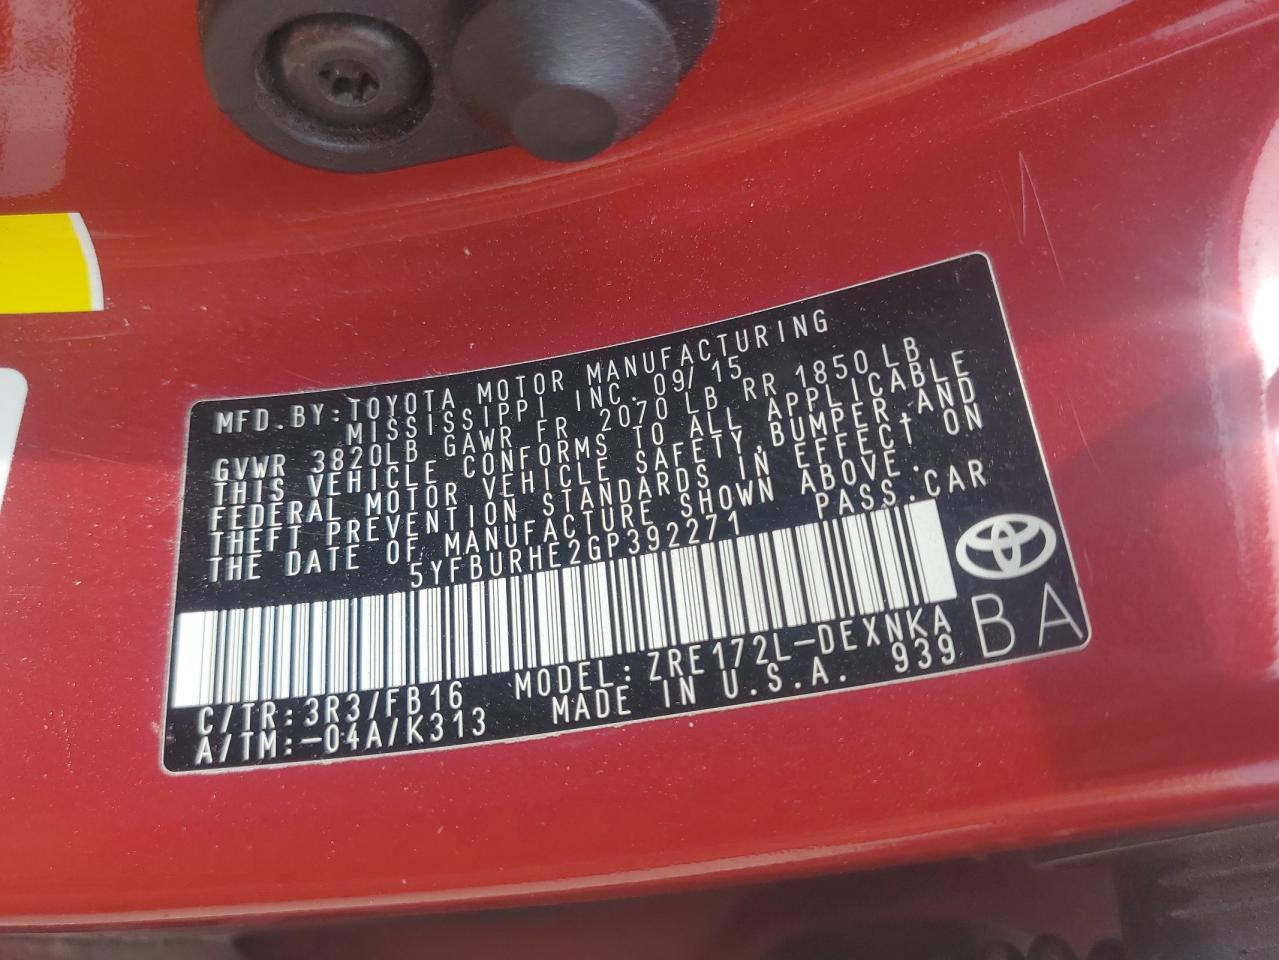 MFD.BY:TOYOTA MOTOR MANUFACTURING
MISSISSIPPI INC. 09/15
GVWR 3820LB GAWR FR 2070 LB RR 1850LB
THIS VEHICLE CONFORMS TO ALL APPLICABLE
FEDERAL MOTOR VEHICLE SAFETY,BUMPER,AND
THEFT PREVENTION STANDARDS IN EFFECT ON
THE DATE OF MANUFACTURE SHOWN ABOVE.
5YFBURHE2GP392271 PASS.CAR
C/TR:3R3/FB16 MODEL:ZRE172L-DEXNKA
A/TM:-04A/K313 MADE IN U.S.A. 939
BA